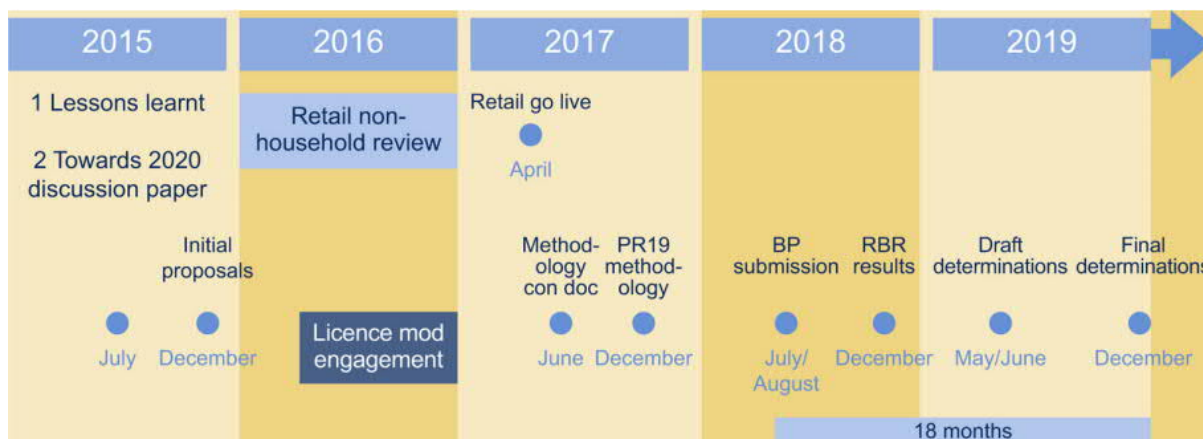 2015
2016
2017
2018
2019
1 Lessons learnt
2 Towards 2020
discussion paper
Retail non-
household review
Retail go live
April
Initial
proposals
July
December
Licence mod
engagement
Method-
ology
con doc
June
PR19
method-
ology
December
BP
submission
July/
August
RBR
results
December
Draft
determinations
May/June
Final
determinations
December
18 months